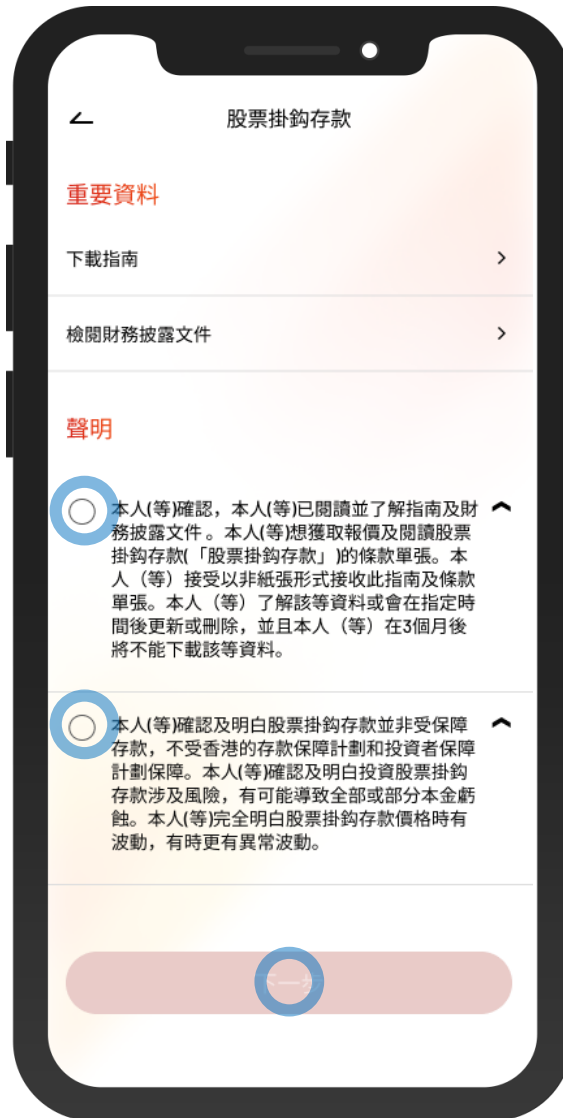 股票掛鈎存款
重要資料
下載指南
檢閱財務披露文件
聲明
本人(等)確認，本人(等)已閱讀並了解指南及財
務披露文件。本人(等)想獲取報價及閱讀股票
掛鈎存款(「股票掛鈎存款」)的條款單張。本
人（等）接受以非紙張形式接收此指南及條款
單張。本人（等）了解該等資料或會在指定時
間後更新或刪除，並且本人（等）在3個月後
將不能下載該等資料。
本人(等)確認及明白股票掛鈎存款並非受保障
存款，不受香港的存款保障計劃和投資者保障
計劃保障。本人(等)確認及明白投資股票掛鈎
存款涉及風險，有可能導致全部或部分本金虧
蝕。本人(等)完全明白股票掛鈎存款價格時有
波動，有時更有異常波動。
下一步